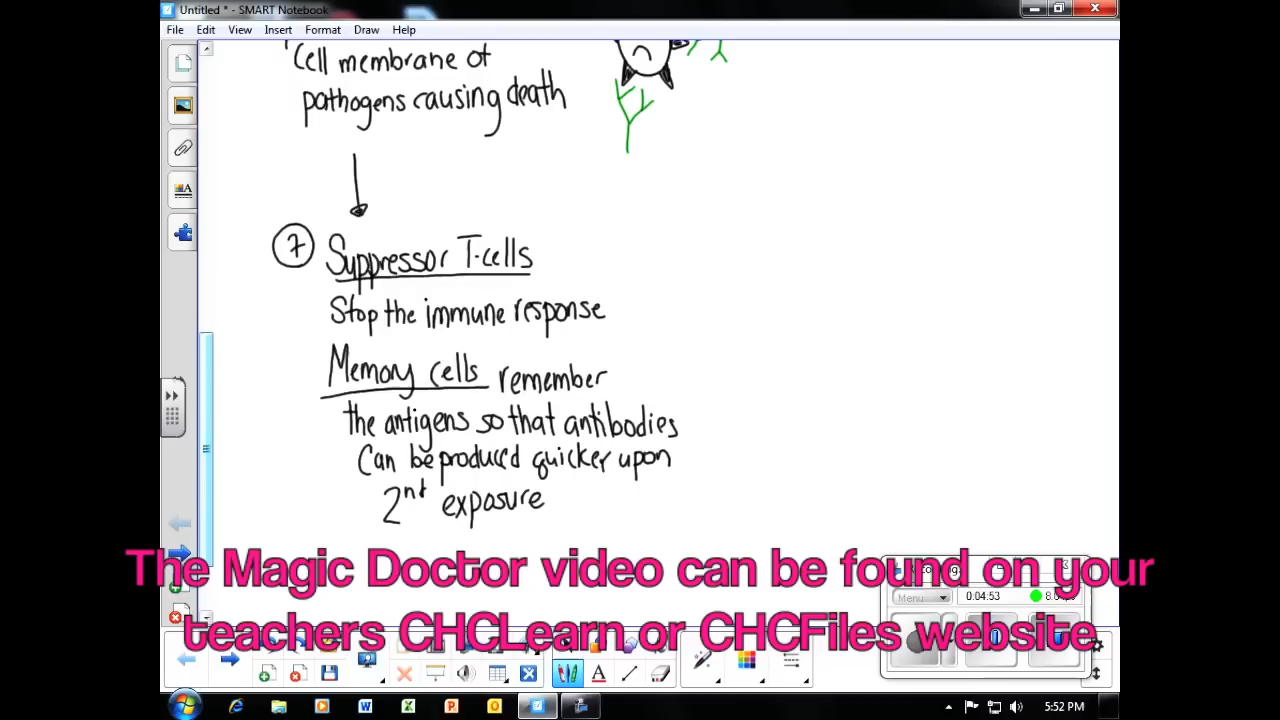 Untitled * - SMART Notebook
File Edit View Insert Format Draw Help
Cell membrane of
pathogens causing death
7 Suppressor T-cells
Stop the immune response
Memory cells remember
the antigens so that antibodies
Can be produced quicker upon
2nd exposure
The Magic Doctor video can be found on your
teachers CHCLearn or CHCFiles website
Menu 0:04:53
5:52 PM